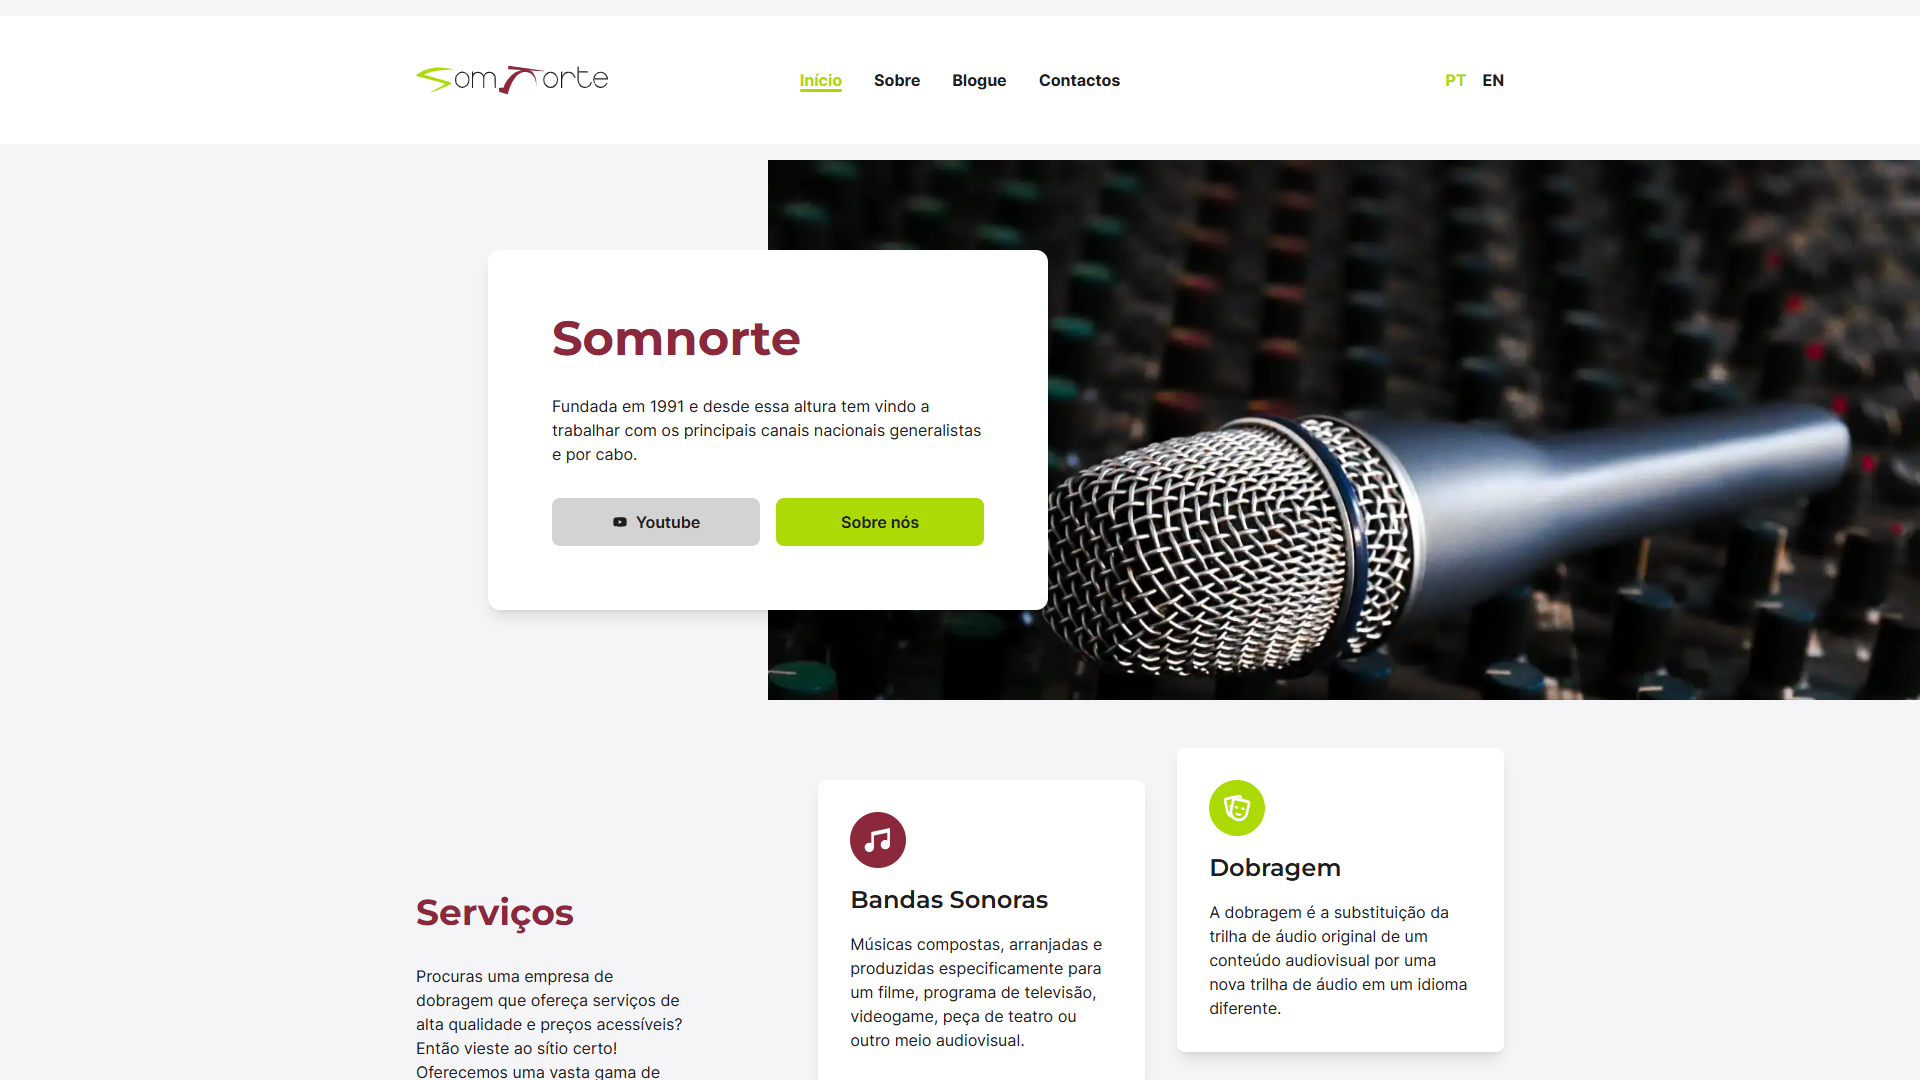 SomNorte
Início
Sobre
Blogue
Contactos
PT
EN
Somnorte
Fundada em 1991 e desde essa altura tem vindo a
trabalhar com os principais canais nacionais generalistas
e por cabo.
Youtube
Sobre nós
Serviços
Procuras uma empresa de
dobragem que ofereça serviços de
alta qualidade e preços acessíveis?
Então vieste ao sítio certo!
Oferecemos uma vasta gama de
Bandas Sonoras
Músicas compostas, arranjadas e
produzidas especificamente para
um filme, programa de televisão,
videogame, peça de teatro ou
outro meio audiovisual.
Dobragem
A dobragem é a substituição da
trilha de áudio original de um
conteúdo audiovisual por uma
nova trilha de áudio em um idioma
diferente.